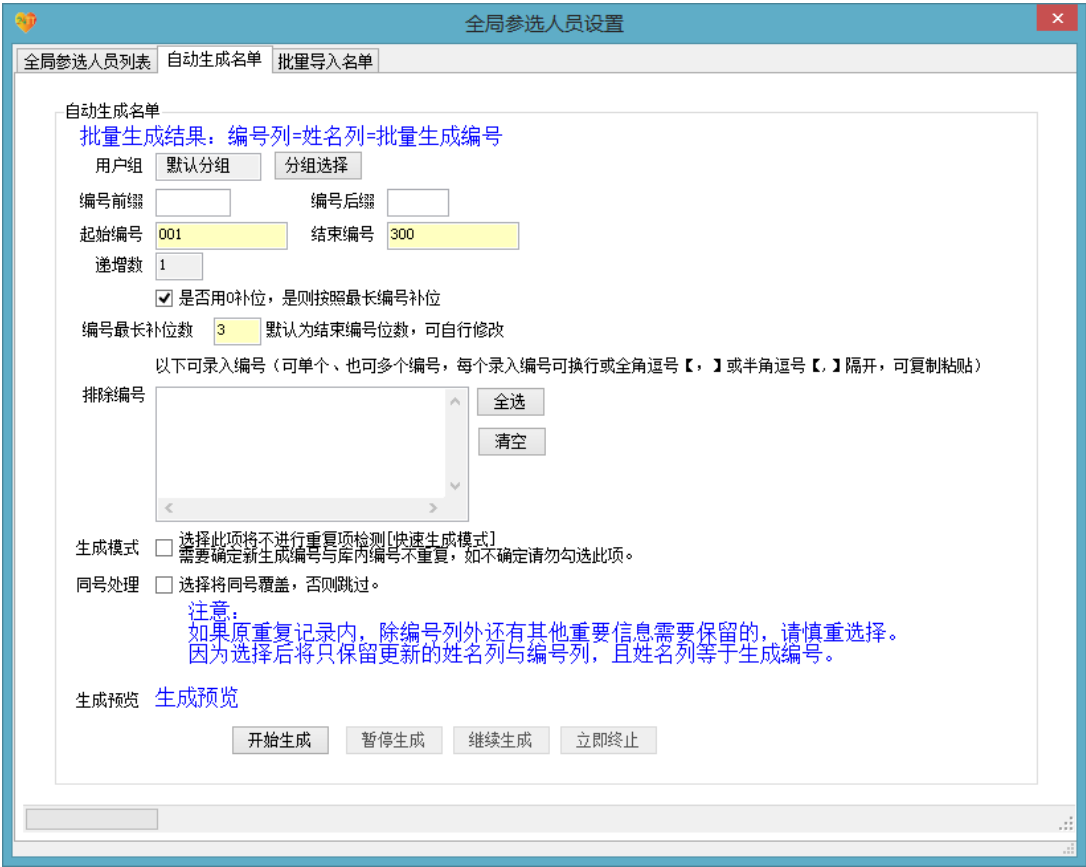 全局参选人员设置
全局参选人员列表 自动生成名单 批量导入名单
自动生成名单
批量生成结果：编号列=姓名列=批量生成编号
用户组 默认分组 分组选择
编号前缀 编号后缀
起始编号 001 结束编号 300
递增数 1
是否用0补位，是则按照最长编号补位
编号最长补位数 3 默认为结束编号位数，可自行修改
以下可录入编号（可单个、也可多个编号，每个录入编号可换行或全角逗号【，】或半角逗号【,】隔开，可复制粘贴）
排除编号 全选
清空
生成模式 选择此项将不进行重复项检测[快速生成模式]
需要确定新生成编号与库内编号不重复，如不确定请勿勾选此项。
同号处理 选择将同号覆盖，否则跳过。
注意：
如果原重复记录内，除编号列外还有其他重要信息需要保留的，请慎重选择。
因为选择后将只保留更新的姓名列与编号列，且姓名列等于生成编号。
生成预览 生成预览
开始生成 暂停生成 继续生成 立即终止